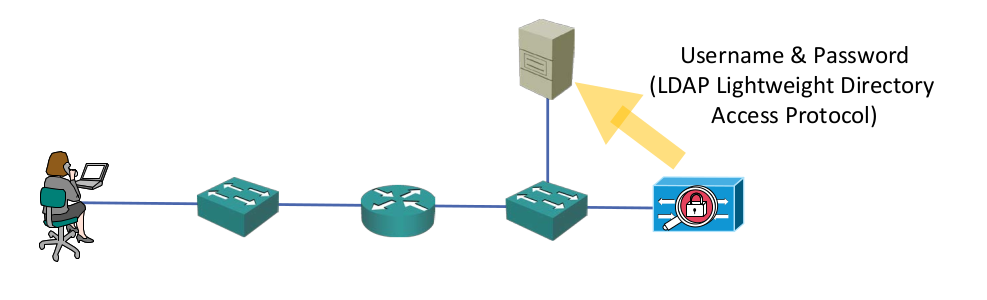 Username & Password
(LDAP Lightweight Directory
Access Protocol)